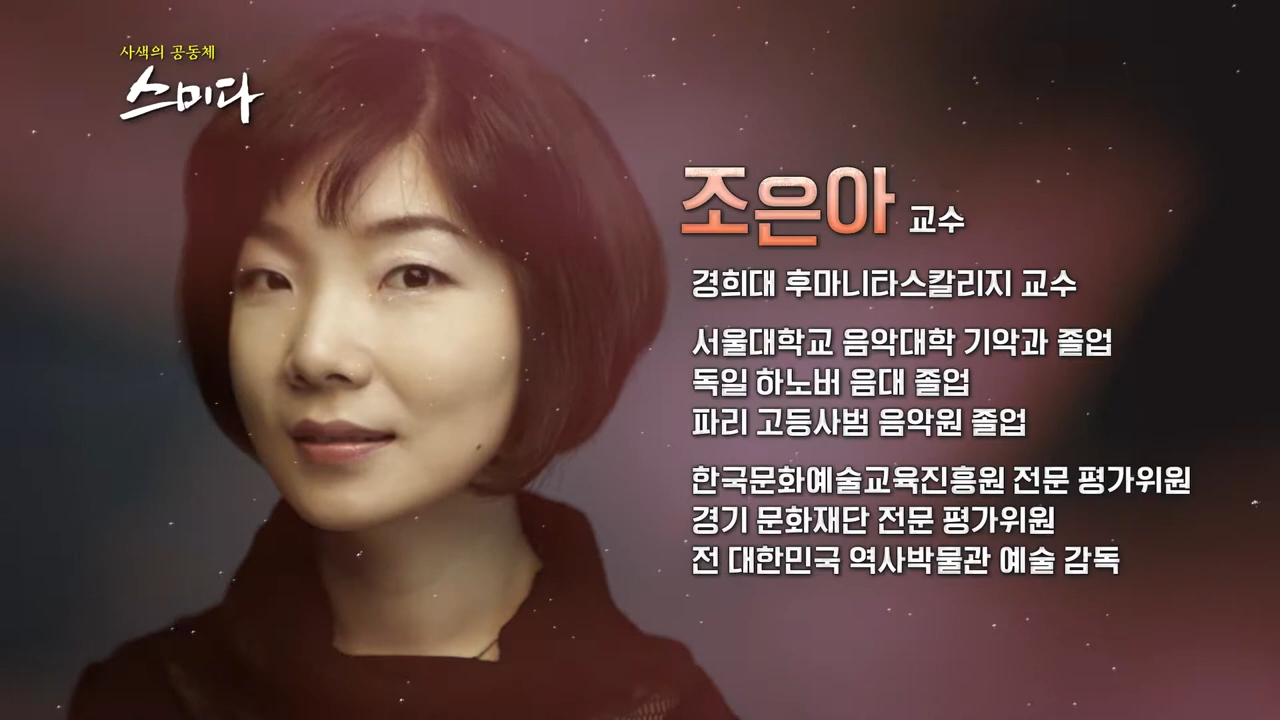 사색의 공동체
스미다
조은아 교수
경희대 후마니타스칼리지 교수
서울대학교 음악대학 기악과 졸업
독일 하노버 음대 졸업
파리 고등사범 음악원 졸업
한국문화예술교육진흥원 전문 평가위원
경기 문화재단 전문 평가위원
전 대한민국 역사박물관 예술 감독